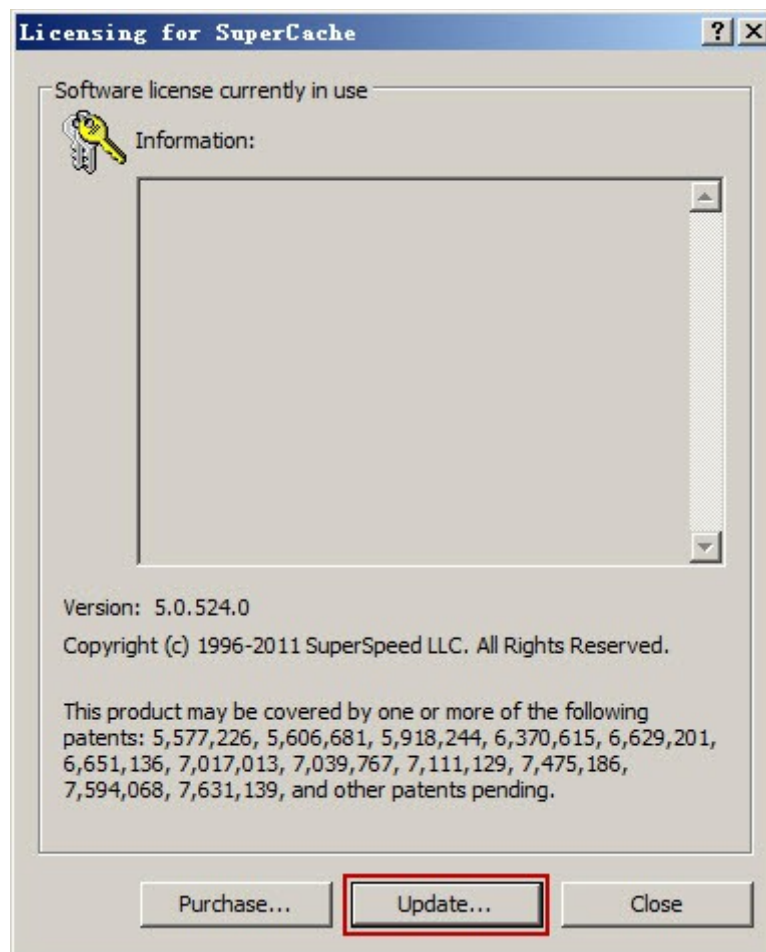 Licensing for SuperCache
Software license currently in use
Information:
Version: 5.0.524.0
Copyright (c) 1996-2011 SuperSpeed LLC. All Rights Reserved.
This product may be covered by one or more of the following
patents: 5,577,226, 5,606,681, 5,918,244, 6,370,615, 6,629,201,
6,651,136, 7,017,013, 7,039,767, 7,111,129, 7,475,186,
7,594,068, 7,631,139, and other patents pending.
Purchase... Update... Close